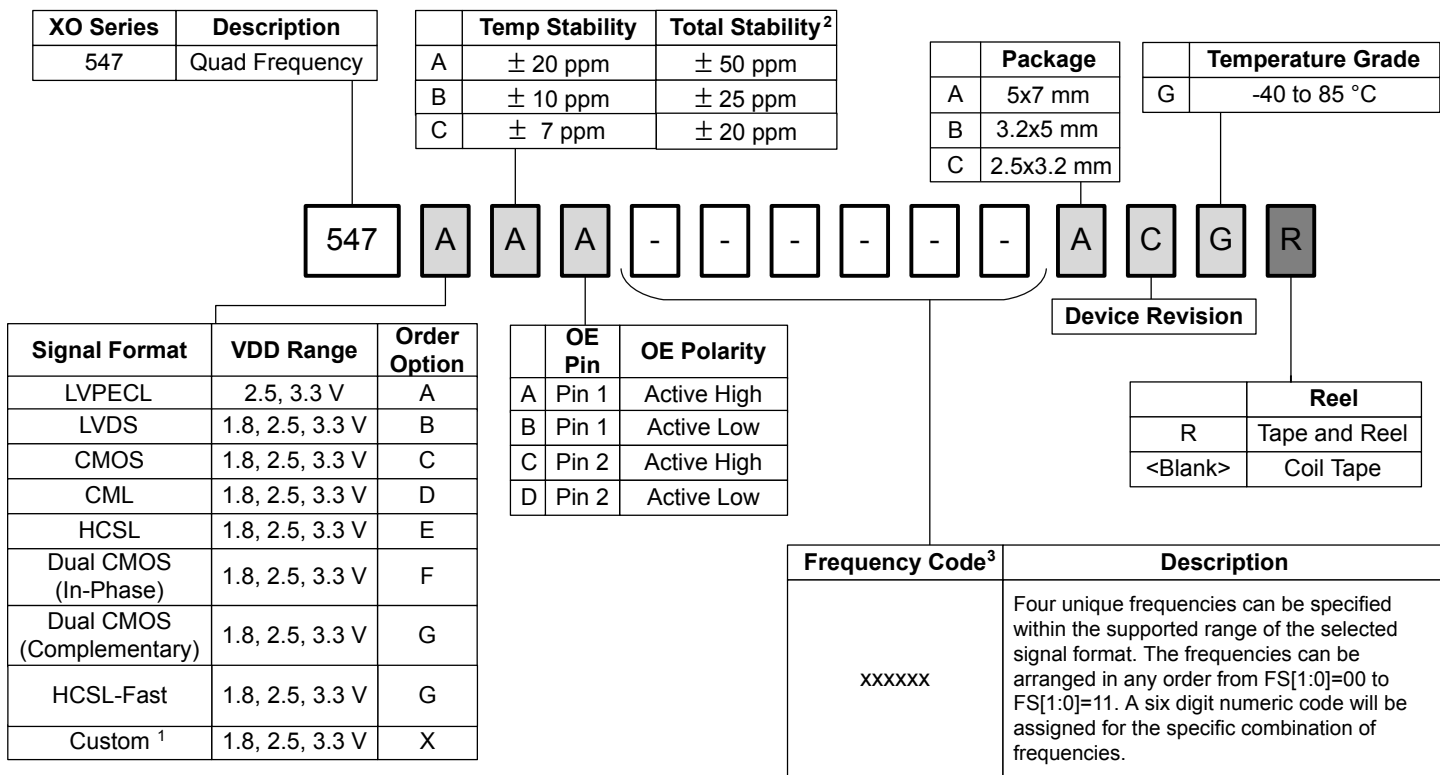 XO Series Description
547 Quad Frequency
Temp Stability Total Stability²
A ± 20 ppm ± 50 ppm
B ± 10 ppm ± 25 ppm
C ± 7 ppm ± 20 ppm
Package
A 5x7 mm
B 3.2x5 mm
C 2.5x3.2 mm
Temperature Grade
G -40 to 85 °C
547 A A A - - - - - - A C G R
Signal Format VDD Range Order Option
LVPECL 2.5, 3.3 V A
LVDS 1.8, 2.5, 3.3 V B
CMOS 1.8, 2.5, 3.3 V C
CML 1.8, 2.5, 3.3 V D
HCSL 1.8, 2.5, 3.3 V E
Dual CMOS
(In-Phase) 1.8, 2.5, 3.3 V F
Dual CMOS
(Complementary) 1.8, 2.5, 3.3 V G
HCSL-Fast 1.8, 2.5, 3.3 V G
Custom ¹ 1.8, 2.5, 3.3 V X
OE Pin OE Polarity
A Pin 1 Active High
B Pin 1 Active Low
C Pin 2 Active High
D Pin 2 Active Low
Device Revision
Reel
R Tape and Reel
<Blank> Coil Tape
Frequency Code³ Description
xxxxxx
Four unique frequencies can be specified
within the supported range of the selected
signal format. The frequencies can be
arranged in any order from FS[1:0]=00 to
FS[1:0]=11. A six digit numeric code will be
assigned for the specific combination of
frequencies.